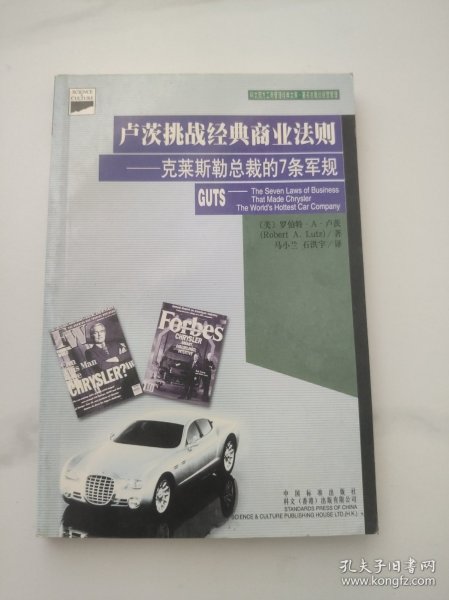 SCIENCE
&
CULTURE
卢茨挑战经典商业法则
——克莱斯勒总裁的7条军规
GUTS —— The Seven Laws of Business
That Made Chrysler
The World's Hottest Car Company
(美) 罗伯特·A·卢茨
(Robert A. Lutz)/著
马小兰 石洪宇/译
Forbes
CHRYSLER
CHRYSLER?
中国标准出版社
科文(香港)出版有限公司
STANDARDS PRESS OF CHINA
SCIENCE & CULTURE PUBLISHING HOUSE LTD.(H.K.)
孔夫子旧书网
www.kongfz.com